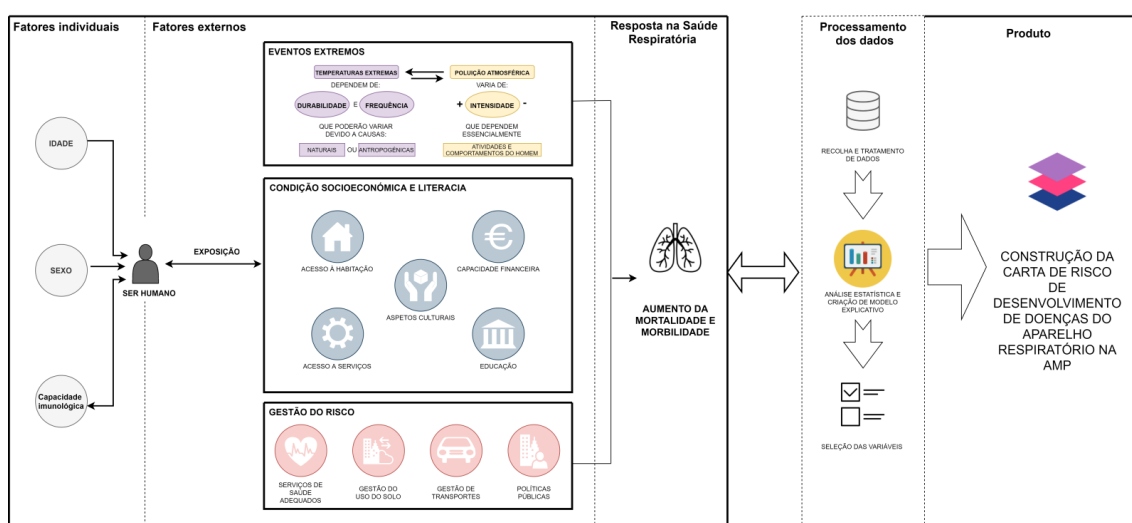 Fatores individuais
Fatores externos
Resposta na Saúde
Respiratória
Processamento
dos dados
Produto
IDADE
SEXO
Capacidade
imunológica
SER HUMANO
EXPOSIÇÃO
EVENTOS EXTREMOS
TEMPERATURAS EXTREMAS
DEPENDEM DE:
DURABILIDADE E FREQUÊNCIA
QUE PODERÃO VARIAR
DEVIDO A CAUSAS:
NATURAIS OU ANTROPOGÉNICAS
POLUIÇÃO ATMOSFÉRICA
VARIA DE:
+ INTENSIDADE -
QUE DEPENDEM
ESSENCIALMENTE
ATIVIDADES E
COMPORTAMENTOS DO HOMEM
CONDIÇÃO SOCIOECONÓMICA E LITERACIA
ACESSO À HABITAÇÃO
CAPACIDADE FINANCEIRA
ASPETOS CULTURAIS
ACESSO A SERVIÇOS
EDUCAÇÃO
GESTÃO DO RISCO
SERVIÇOS DE
SAÚDE
ADEQUADOS
GESTÃO DO
USO DO SOLO
GESTÃO DE
TRANSPORTES
POLÍTICAS
PÚBLICAS
AUMENTO DA
MORTALIDADE E
MORBILIDADE
RECOLHA E TRATAMENTO
DE DADOS
ANÁLISE ESTATÍSTICA E
CRIAÇÃO DE MODELO
EXPLICATIVO
SELEÇÃO DAS VARIÁVEIS
CONSTRUÇÃO DA
CARTA DE RISCO
DE
DESENVOLVIMENTO
DE DOENÇAS DO
APARELHO
RESPIRATÓRIO NA
AMP